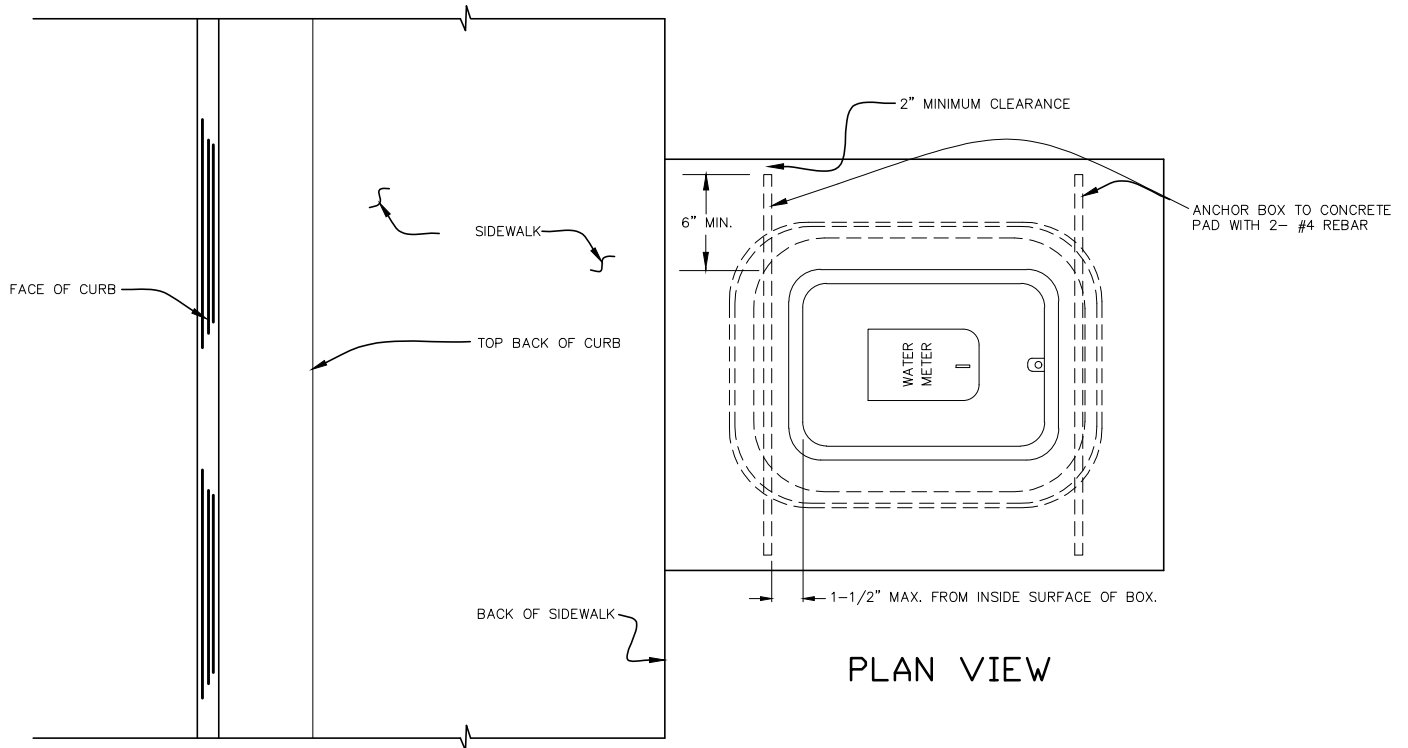 2" MINIMUM CLEARANCE
6" MIN.
ANCHOR BOX TO CONCRETE
PAD WITH 2- #4 REBAR
SIDEWALK
FACE OF CURB
TOP BACK OF CURB
WATER
METER
1-1/2" MAX. FROM INSIDE SURFACE OF BOX.
BACK OF SIDEWALK
PLAN VIEW